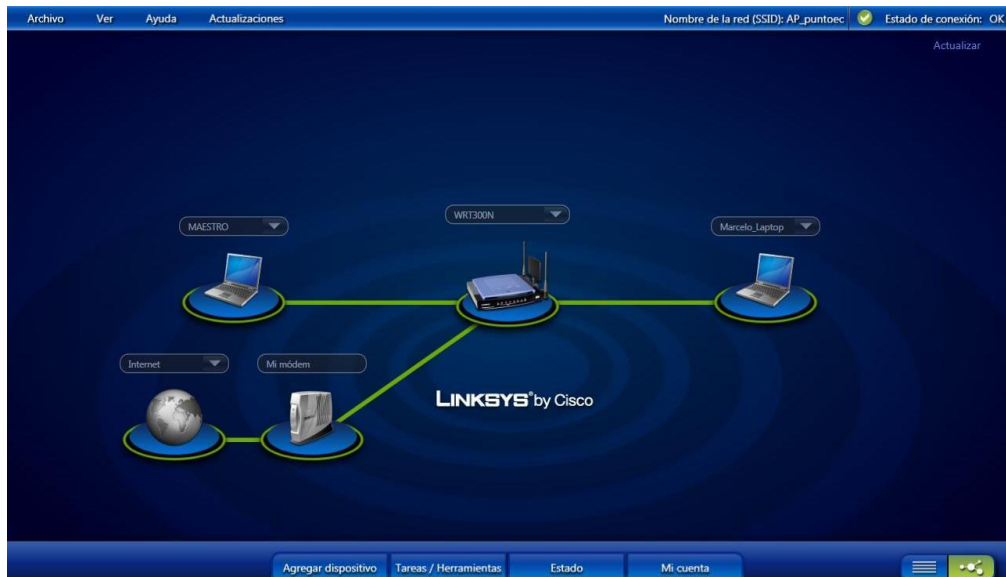 Archivo Ver Ayuda Actualizaciones Nombre de la red (SSID): AP_puntoec Estado de conexión: OK
Actualizar
WRT300N
MAESTRO
Marcelo_Laptop
Internet
Mi módem
LINKSYS® by Cisco
Agregar dispositivo Tareas / Herramientas Estado Mi cuenta